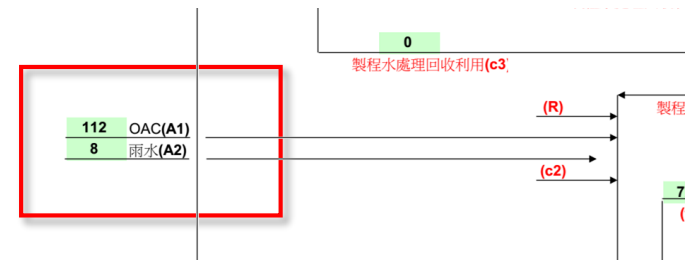 0
製程水處理回收利用(c3)
(R)
製程
112 OAC(A1)
8 雨水(A2)
(c2)
7
(